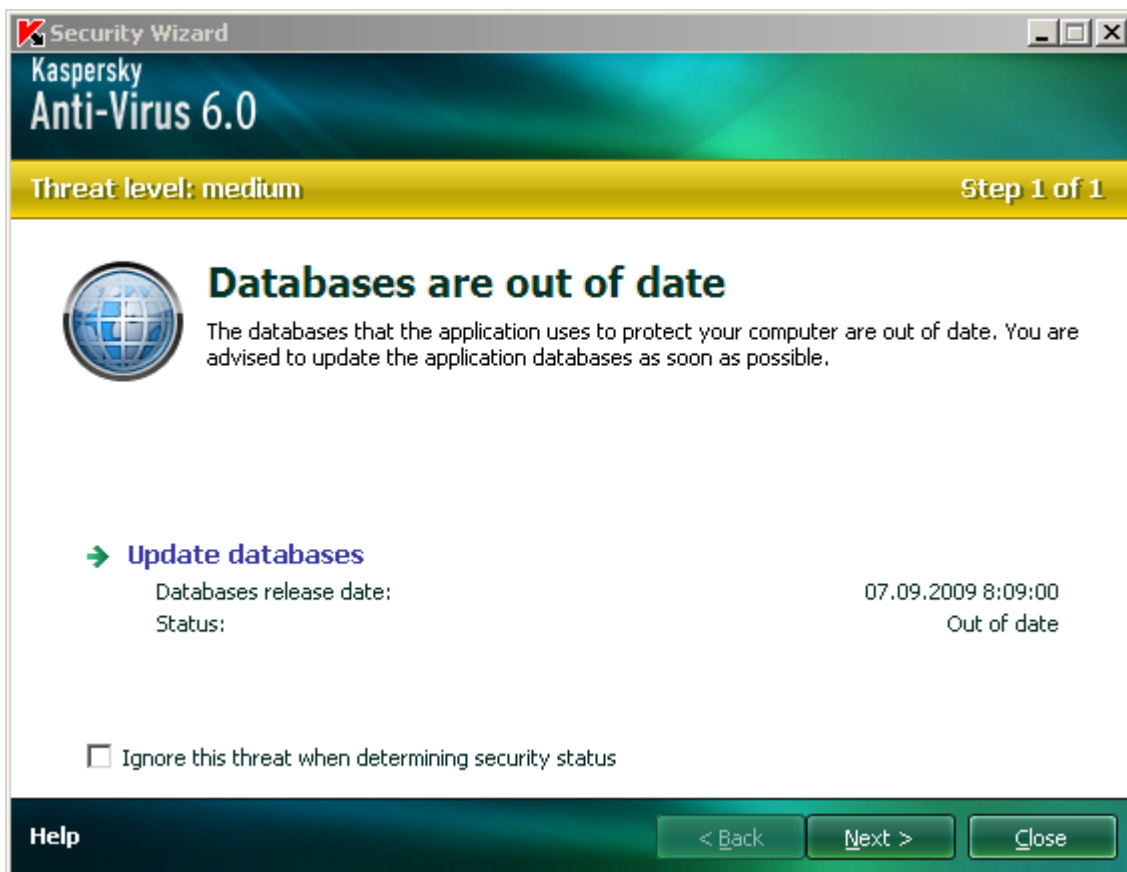 Security Wizard
Kaspersky
Anti-Virus 6.0
Threat level: medium Step 1 of 1
Databases are out of date
The databases that the application uses to protect your computer are out of date. You are
advised to update the application databases as soon as possible.
Update databases
Databases release date: 07.09.2009 8:09:00
Status: Out of date
Ignore this threat when determining security status
Help < Back Next > Close